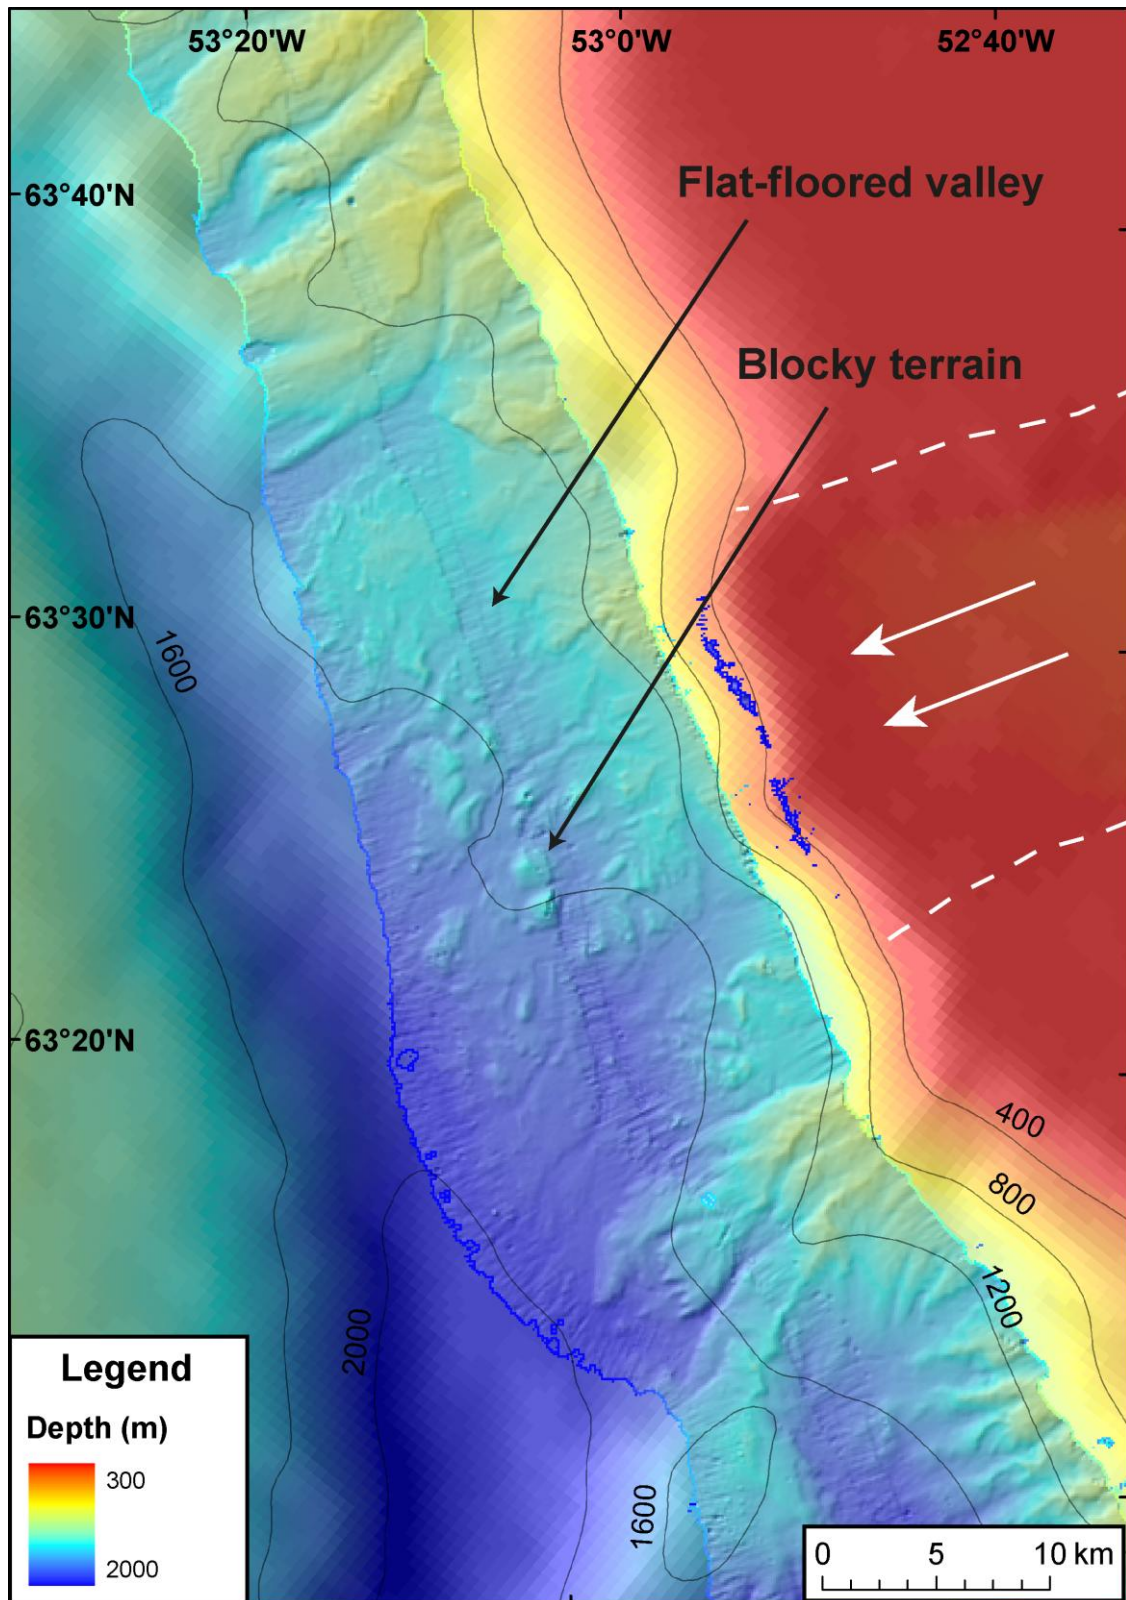 53°20'W
53°0'W
52°40'W
63°40'N
Flat-floored valley
Blocky terrain
63°30'N
1600
63°20'N
400
800
1200
2000
1600
Legend
Depth (m)
300
2000
0 5 10 km